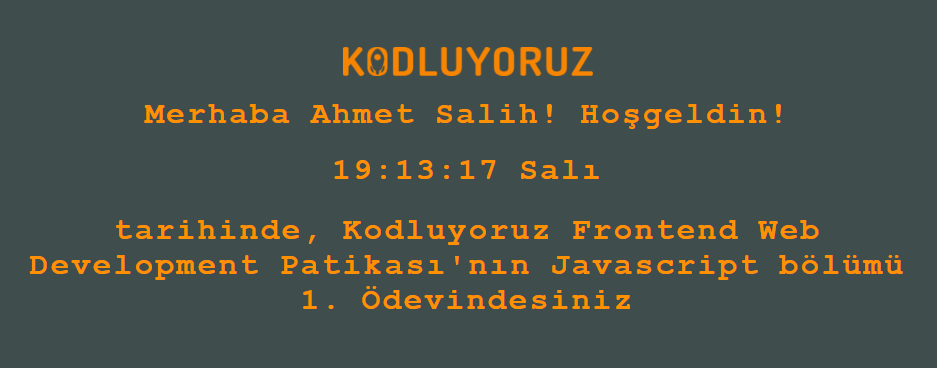 KODLUYORUZ
Merhaba Ahmet Salih! Hoşgeldin!
19:13:17 Salı
tarihinde, Kodluyoruz Frontend Web
Development Patikası'nın Javascript bölümü
1. Ödevindesiniz